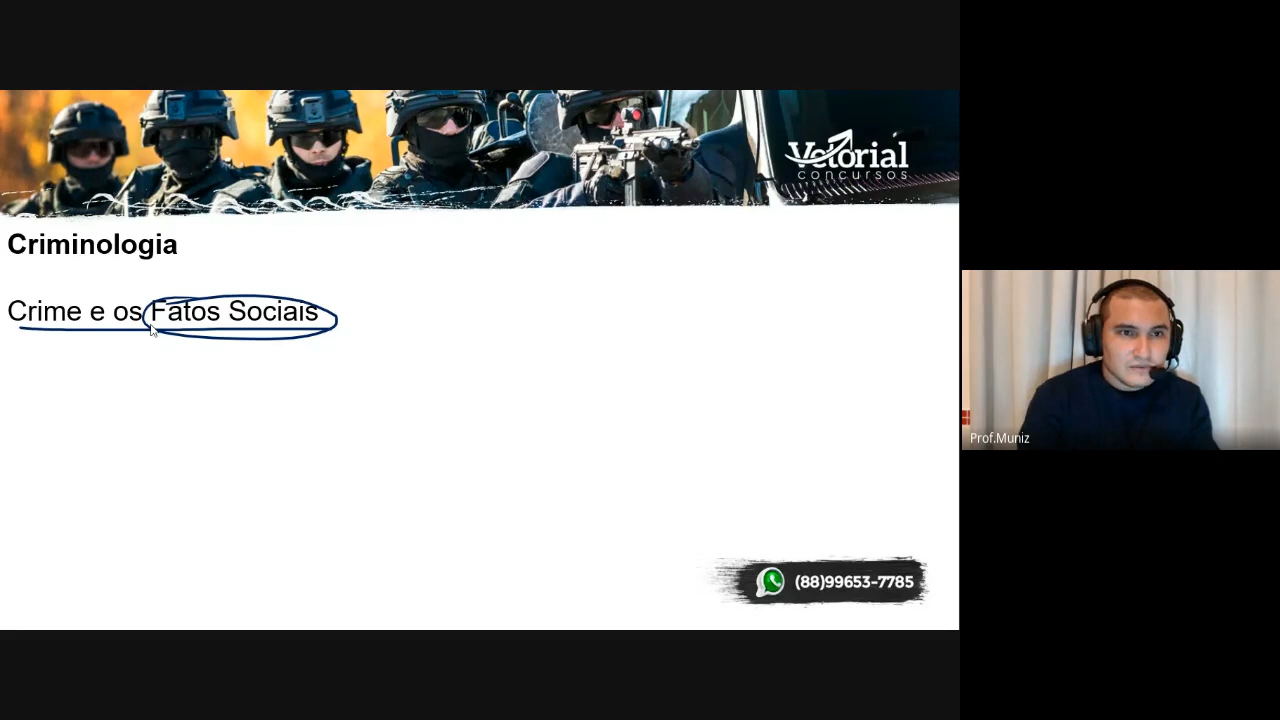 Vetorial
concursos
Criminologia
Crime e os Fatos Sociais
Prof.Muniz
(88)99653-7785